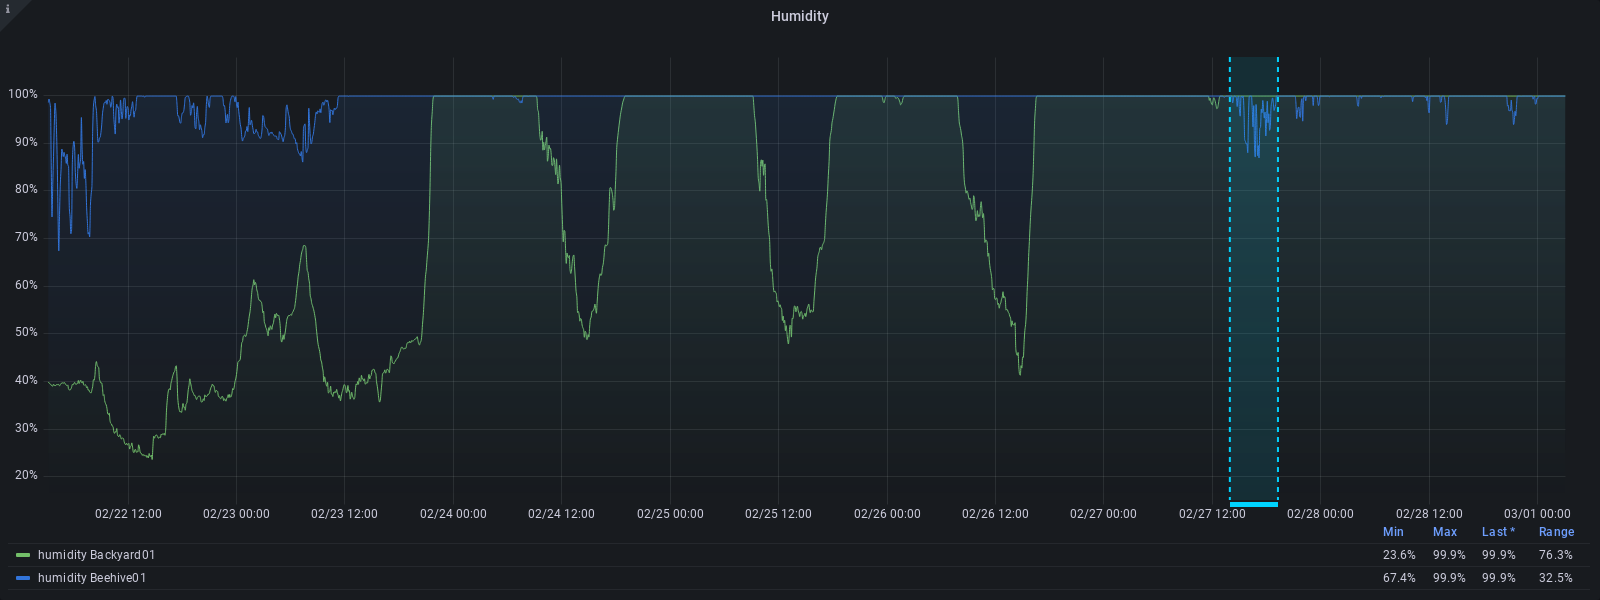 i
Humidity
100%
90%
80%
70%
60%
50%
40%
30%
20%
02/22 12:00 02/23 00:00 02/23 12:00 02/24 00:00 02/24 12:00 02/25 00:00 02/25 12:00 02/26 00:00 02/26 12:00 02/27 00:00 02/27 12:00 02/28 00:00 02/28 12:00 03/01 00:00
Min Max Last * Range
humidity Backyard01 23.6% 99.9% 99.9% 76.3%
humidity Beehive01 67.4% 99.9% 99.9% 32.5%